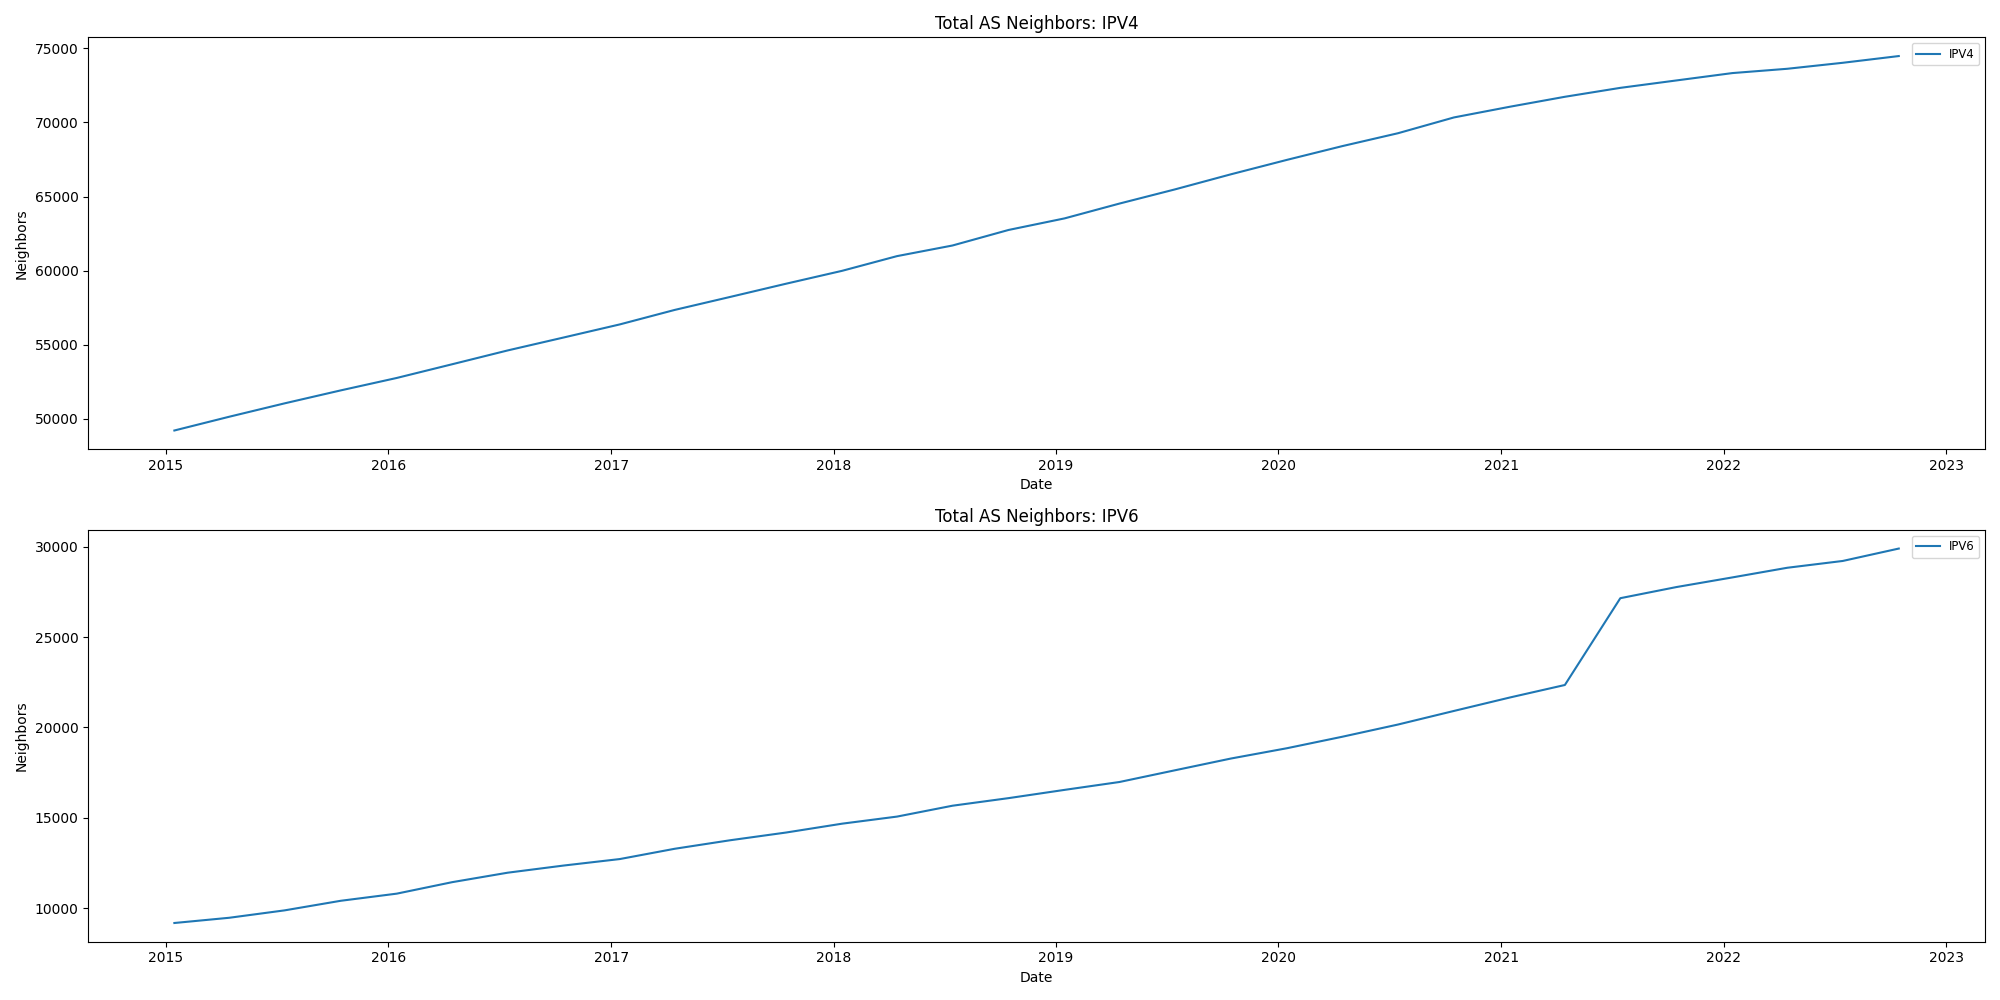 Total AS Neighbors: IPV4
75000
70000
65000
60000
55000
50000
Neighbors
IPV4
2015 2016 2017 2018 2019 2020 2021 2022 2023
Date
Total AS Neighbors: IPV6
30000
25000
20000
15000
10000
Neighbors
IPV6
2015 2016 2017 2018 2019 2020 2021 2022 2023
Date